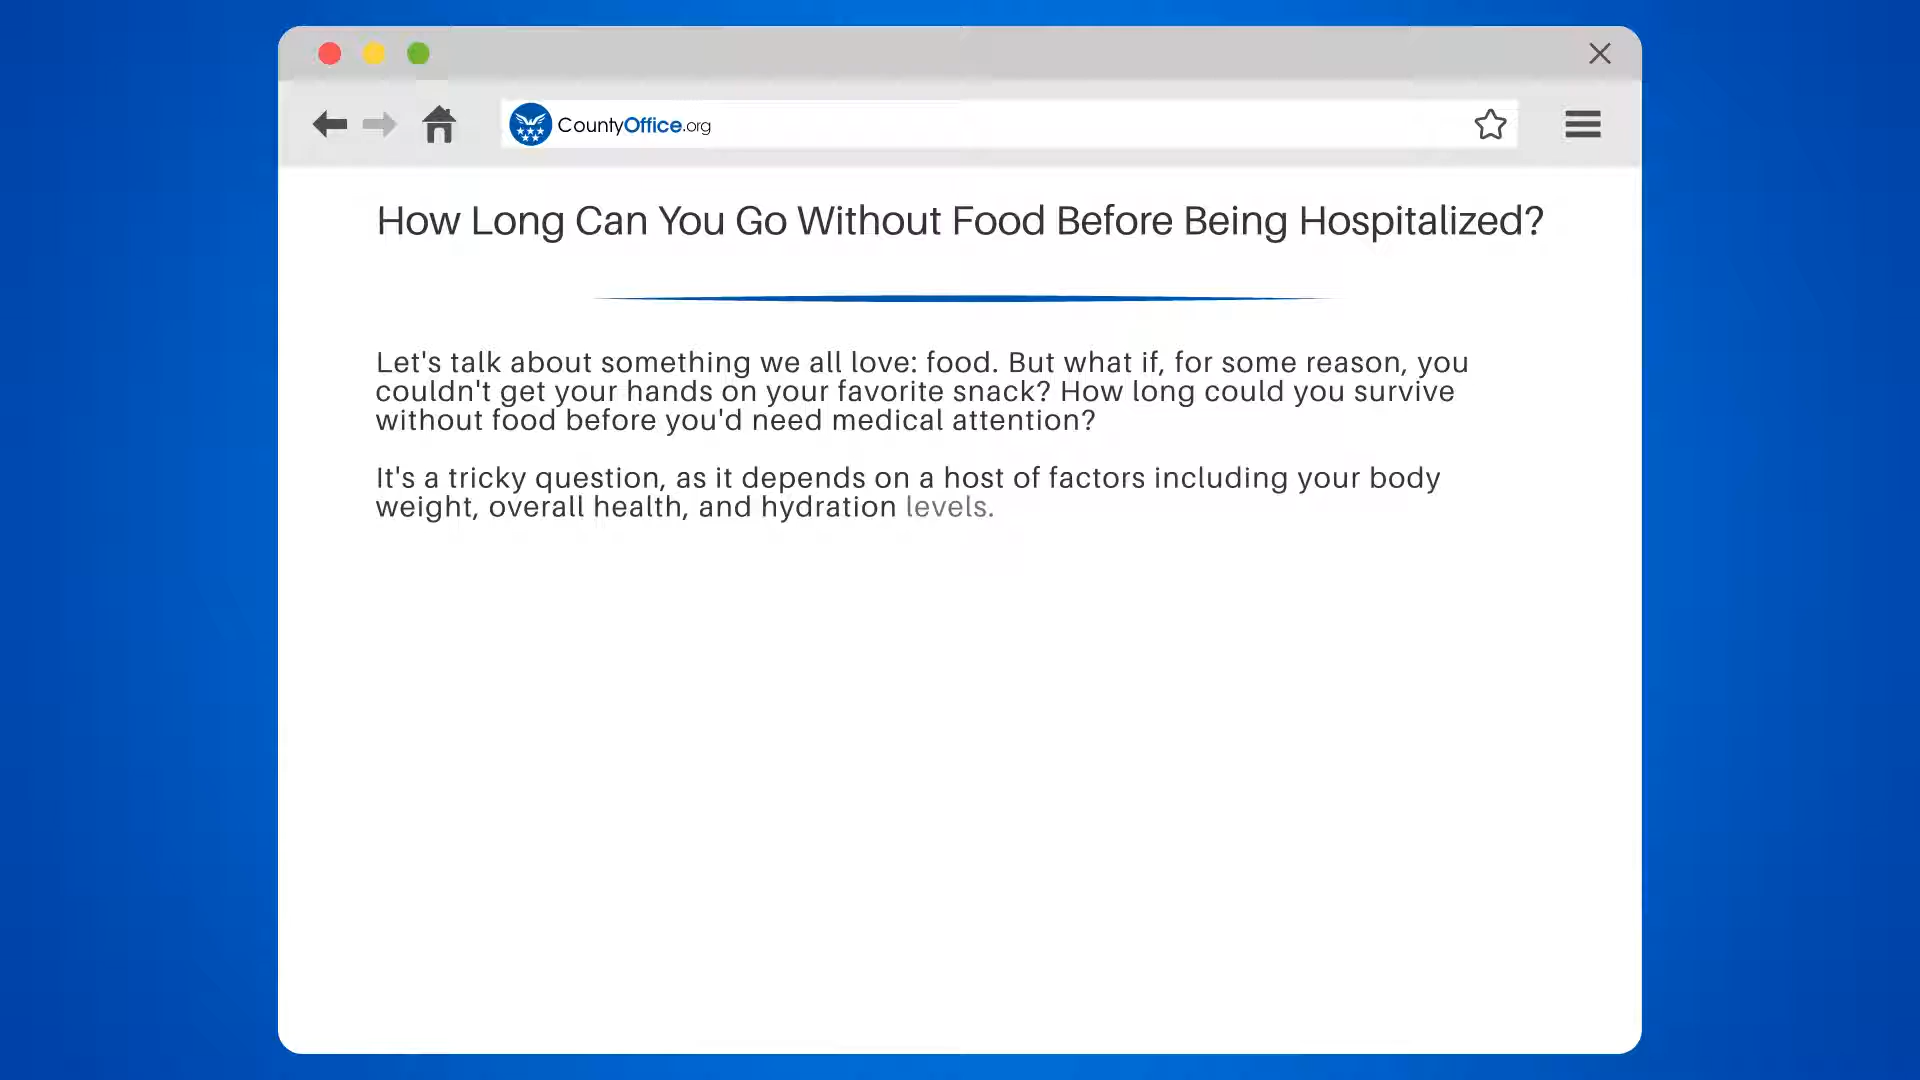 CountyOffice.org
How Long Can You Go Without Food Before Being Hospitalized?
Let's talk about something we all love: food. But what if, for some reason, you
couldn't get your hands on your favorite snack? How long could you survive
without food before you'd need medical attention?
It's a tricky question, as it depends on a host of factors including your body
weight, overall health, and hydration levels.